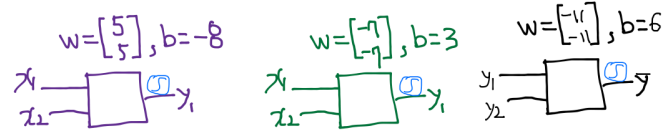 w=[5 5], b=-8
w=[-7 -7], b=3
w=[-11 -11], b=6
x1
x2
y1
x1
x2
y1
y1
y2
ȳ